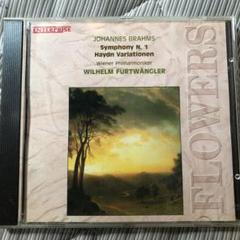 ENTERPRISE
JOHANNES BRAHMS
Symphony N. 1
Haydn Variationen
Wiener Philharmoniker
WILHELM FURTWÄNGLER
FLOWERS